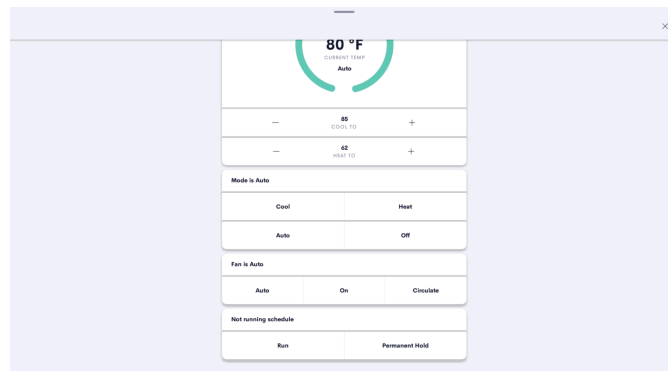 80 °F
CURRENT TEMP
Auto
− 85 +
COOL TO
− 62 +
HEAT TO
Mode is Auto
Cool Heat
Auto Off
Fan is Auto
Auto On Circulate
Not running schedule
Run Permanent Hold